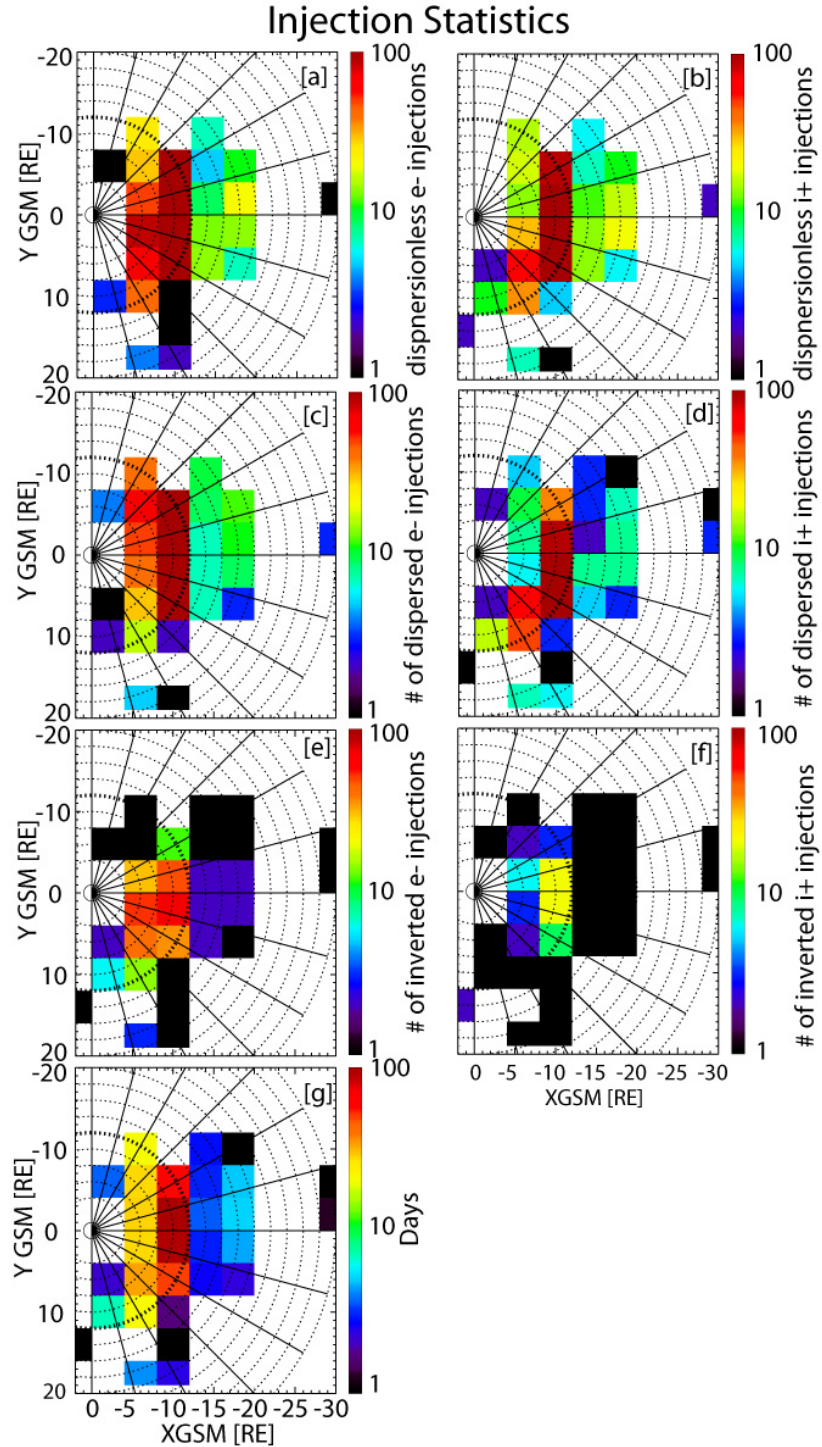 Injection Statistics
-20
-10
0
10
20
Y GSM [RE]
[a]
100
10
1
dispnersionless e- injections
[b]
100
10
1
dispnersionless i+ injections
-20
-10
0
10
20
Y GSM [RE]
[c]
100
10
1
# of dispersed e- injections
[d]
100
10
1
# of dispersed i+ injections
-20
-10
0
10
20
Y GSM [RE]
[e]
100
10
1
# of inverted e- injections
[f]
100
10
1
# of inverted i+ injections
0 -5 -10 -15 -20 -25 -30
XGSM [RE]
-20
-10
0
10
20
Y GSM [RE]
[g]
100
10
1
Days
0 -5 -10 -15 -20 -25 -30
XGSM [RE]